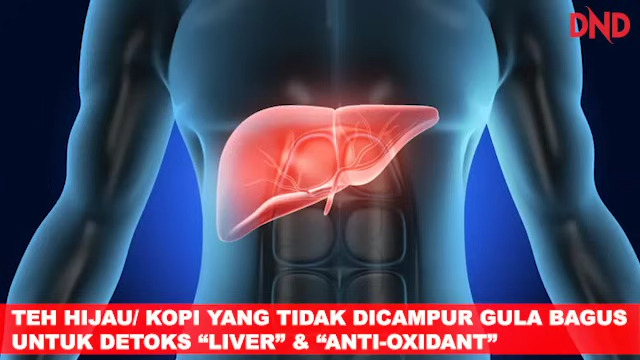 DND
TEH HIJAU/ KOPI YANG TIDAK DICAMPUR GULA BAGUS
UNTUK DETOKS “LIVER” & “ANTI-OXIDANT”